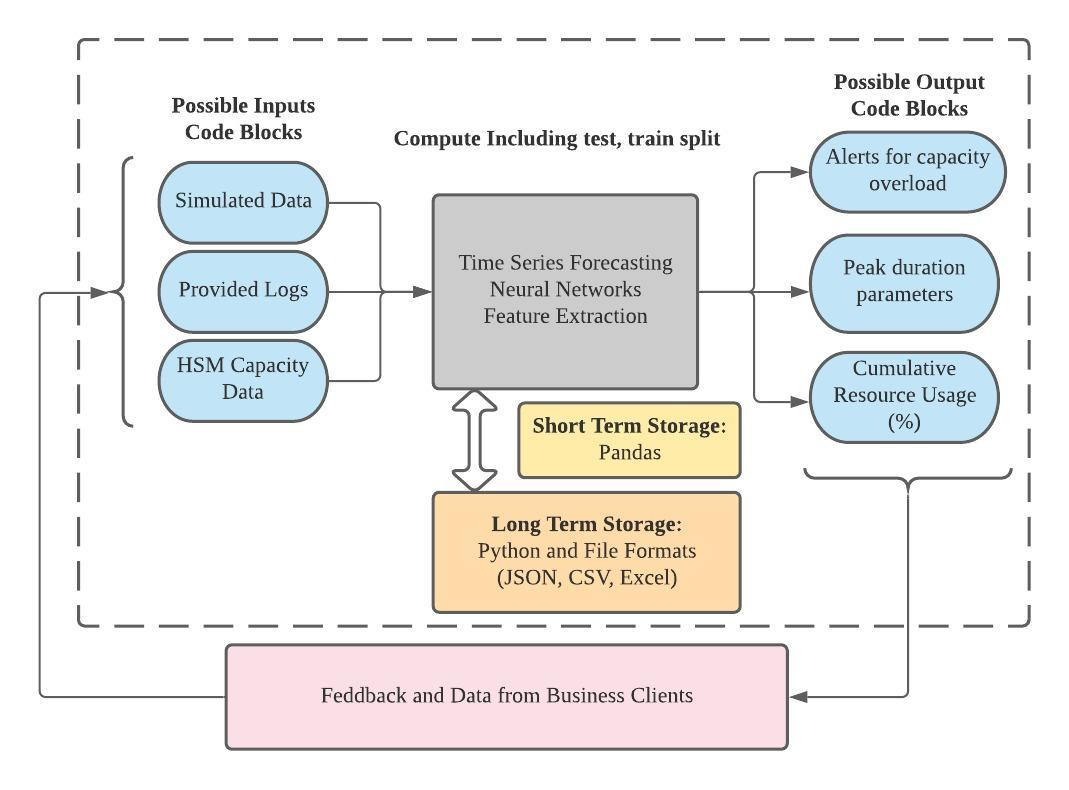 Possible Inputs
Code Blocks
Simulated Data
Provided Logs
HSM Capacity
Data
Compute Including test, train split
Time Series Forecasting
Neural Networks
Feature Extraction
Short Term Storage:
Pandas
Long Term Storage:
Python and File Formats
(JSON, CSV, Excel)
Possible Output
Code Blocks
Alerts for capacity
overload
Peak duration
parameters
Cumulative
Resource Usage
(%)
Feddback and Data from Business Clients